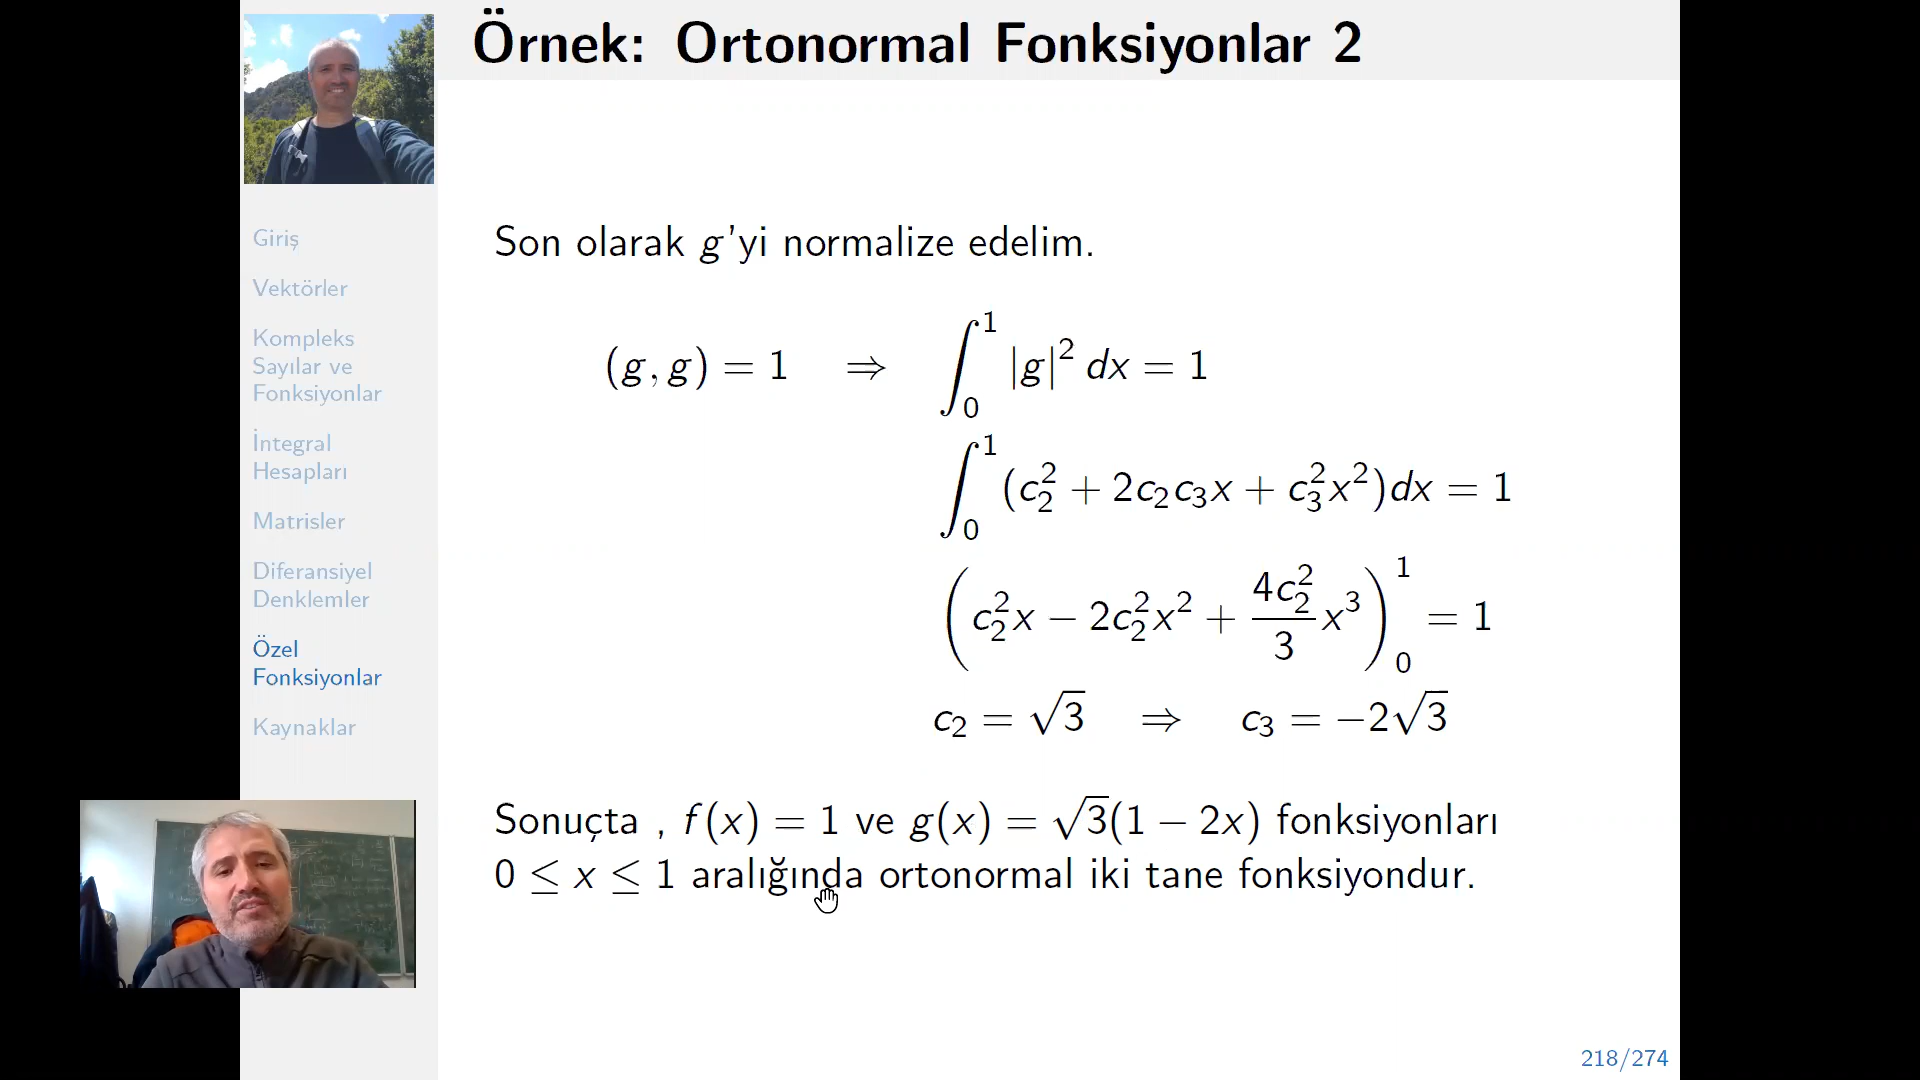 Örnek: Ortonormal Fonksiyonlar 2
Giriş
Vektörler
Kompleks
Sayılar ve
Fonksiyonlar
İntegral
Hesapları
Matrisler
Diferansiyel
Denklemler
Özel
Fonksiyonlar
Kaynaklar
Son olarak g'yi normalize edelim.
(g, g) = 1 ⇒ ∫₀¹ |g|² dx = 1
∫₀¹ (c₂² + 2c₂c₃x + c₃²x²)dx = 1
(c₂²x − 2c₂²x² + 4c₂²/3 x³)₀¹ = 1
c₂ = √3 ⇒ c₃ = −2√3
Sonuçta , f(x) = 1 ve g(x) = √3(1 − 2x) fonksiyonları
0 ≤ x ≤ 1 aralığında ortonormal iki tane fonksiyondur.
218/274